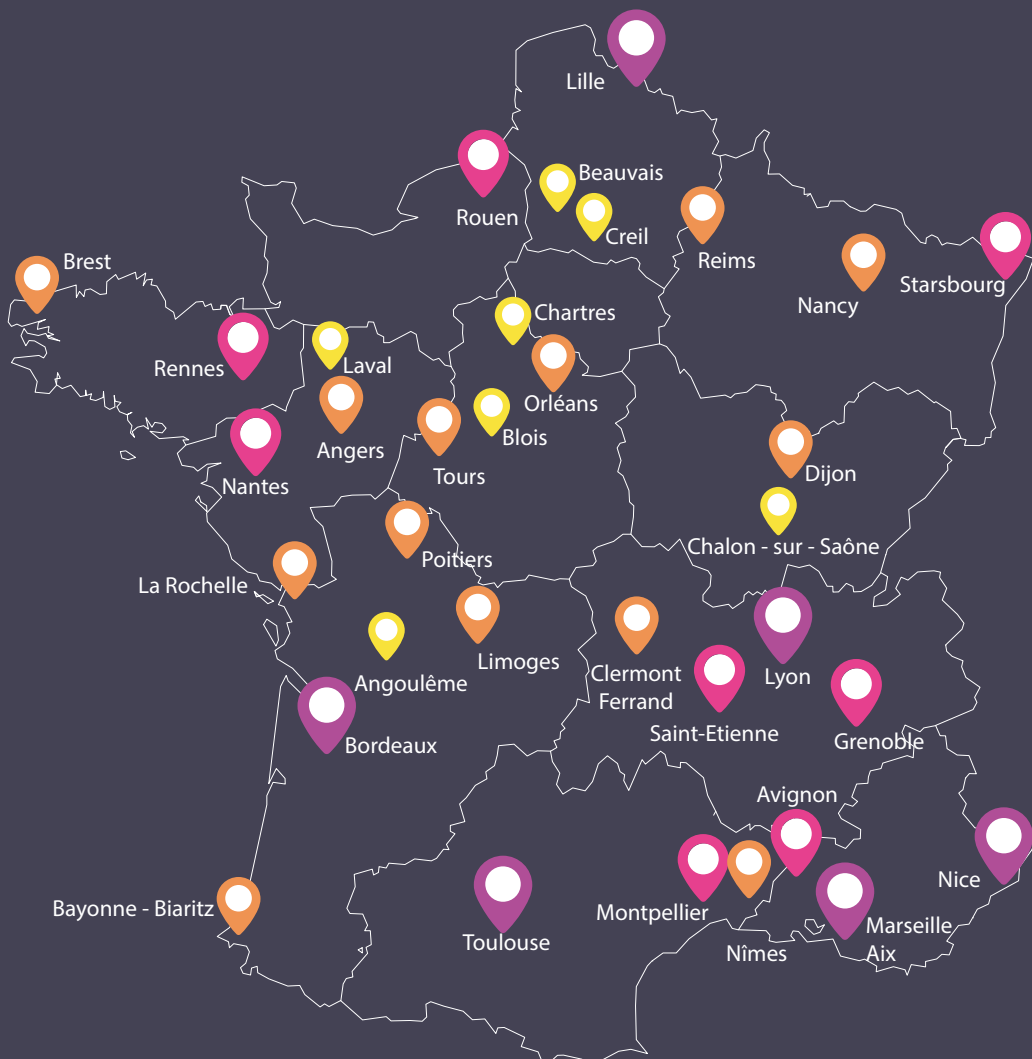 Lille
Beauvais
Rouen
Creil
Reims
Brest
Starsbourg
Nancy
Chartres
Rennes
Laval
Orléans
Angers
Blois
Tours
Dijon
Nantes
Chalon - sur - Saône
Poitiers
La Rochelle
Limoges
Clermont
Ferrand
Lyon
Angoulême
Saint-Etienne
Grenoble
Bordeaux
Avignon
Nice
Bayonne - Biaritz
Montpellier
Marseille
Aix
Toulouse
Nîmes